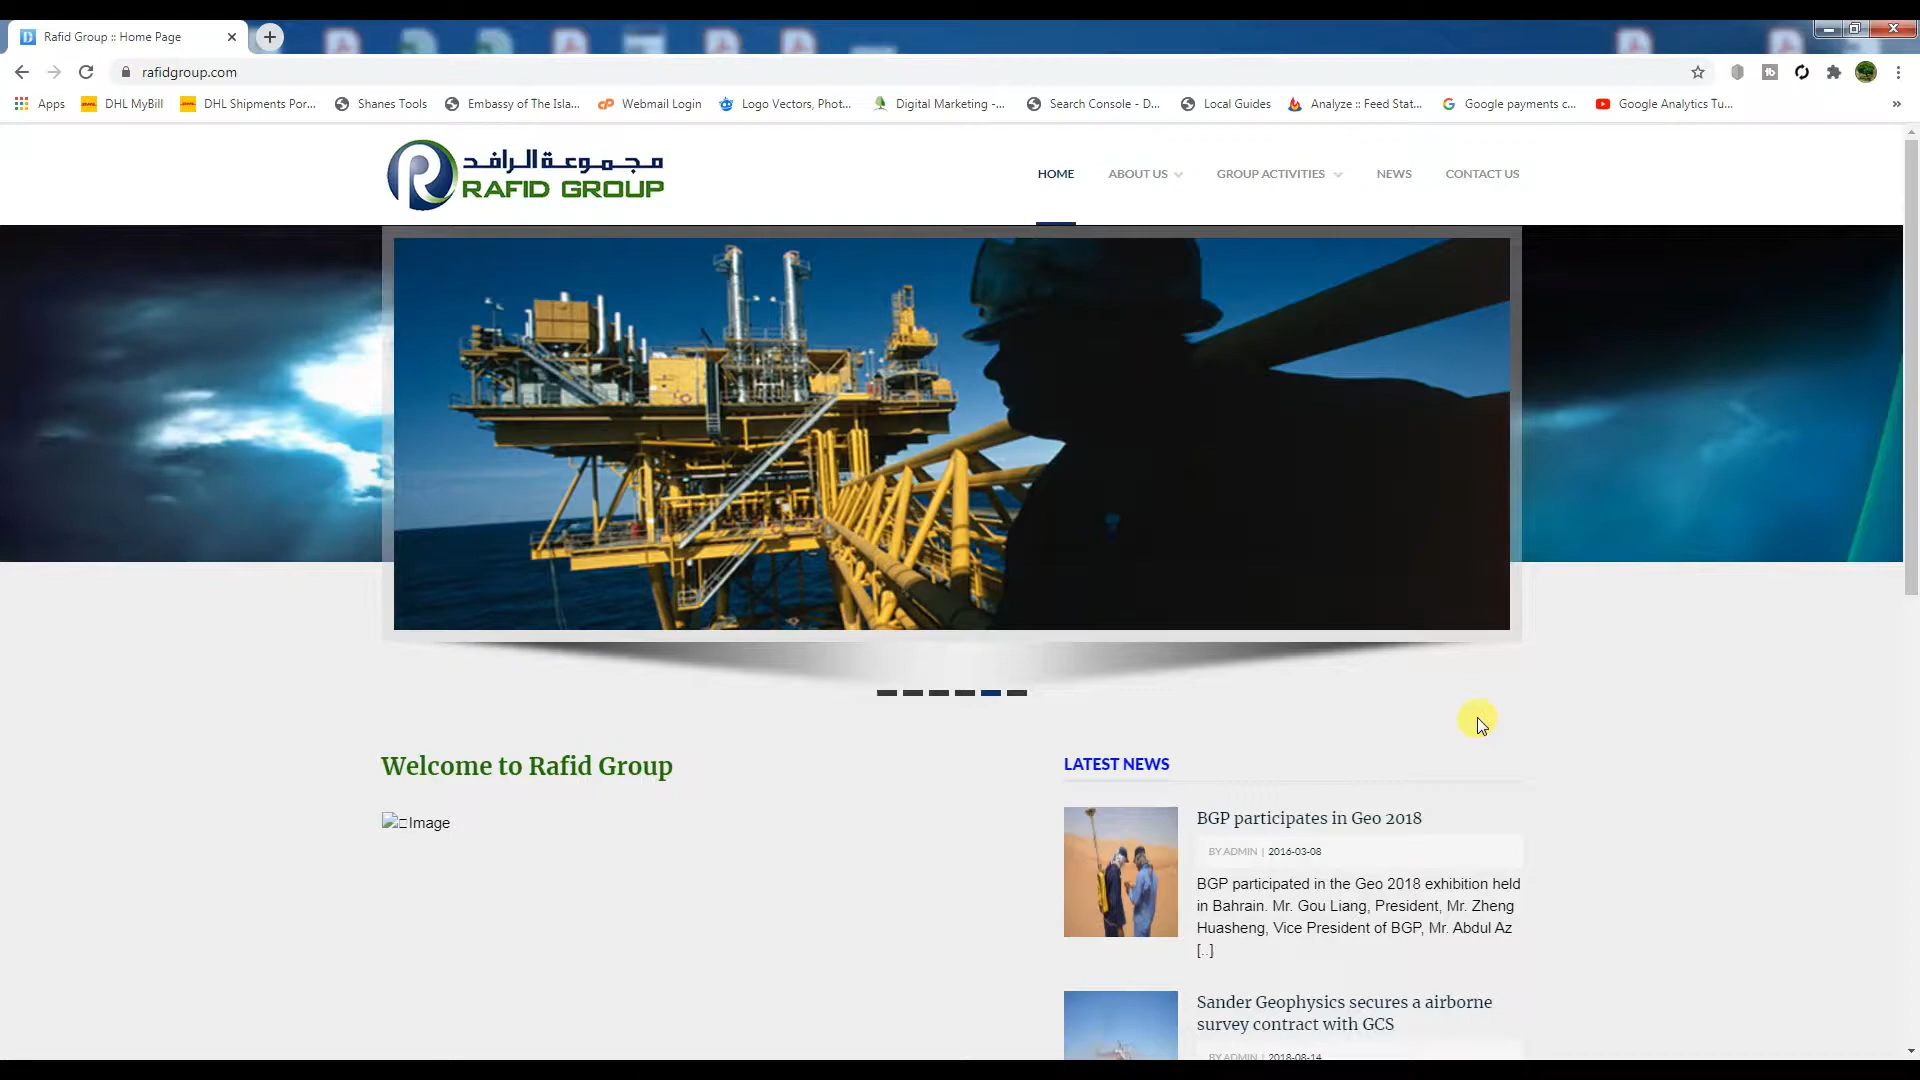 Rafid Group :: Home Page
rafidgroup.com
Apps
DHL MyBill
DHL Shipments Por...
Shanes Tools
Embassy of The Isla...
Webmail Login
Logo Vectors, Phot...
Digital Marketing -...
Search Console - D...
Local Guides
Analyze :: Feed Stat...
Google payments c...
Google Analytics Tu...
»
مجموعة الرافد
RAFID GROUP
HOME
ABOUT US
GROUP ACTIVITIES
NEWS
CONTACT US
Welcome to Rafid Group
Image
LATEST NEWS
BGP participates in Geo 2018
BY ADMIN | 2016-03-08
BGP participated in the Geo 2018 exhibition held
in Bahrain. Mr. Gou Liang, President, Mr. Zheng
Huasheng, Vice President of BGP, Mr. Abdul Az
[..]
Sander Geophysics secures a airborne
survey contract with GCS
BY ADMIN | 2018-08-14